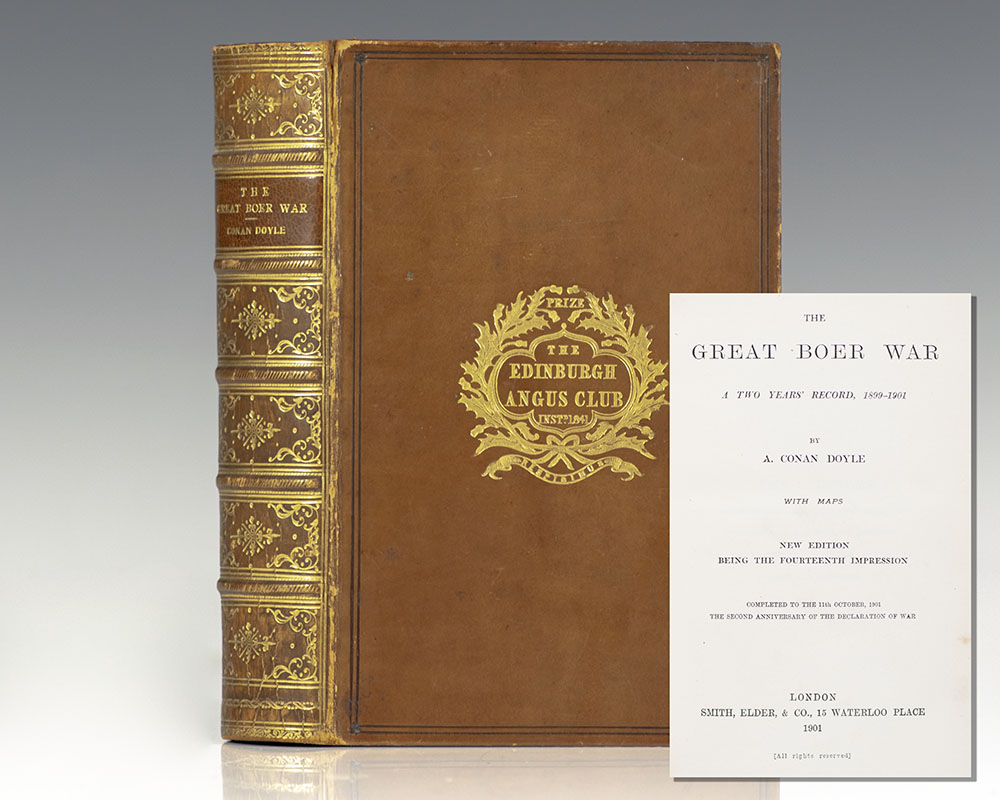 THE
GREAT BOER WAR
CONAN DOYLE
PRIZE
THE
EDINBURGH
ANGUS CLUB
INSTD. 1841
THE
GREAT BOER WAR
A TWO YEARS' RECORD, 1899-1901
BY
A. CONAN DOYLE
WITH MAPS
NEW EDITION
BEING THE FOURTEENTH IMPRESSION
COMPLETED TO THE 11th OCTOBER, 1901
THE SECOND ANNIVERSARY OF THE DECLARATION OF WAR
LONDON
SMITH, ELDER, & CO., 15 WATERLOO PLACE
1901
[All rights reserved]